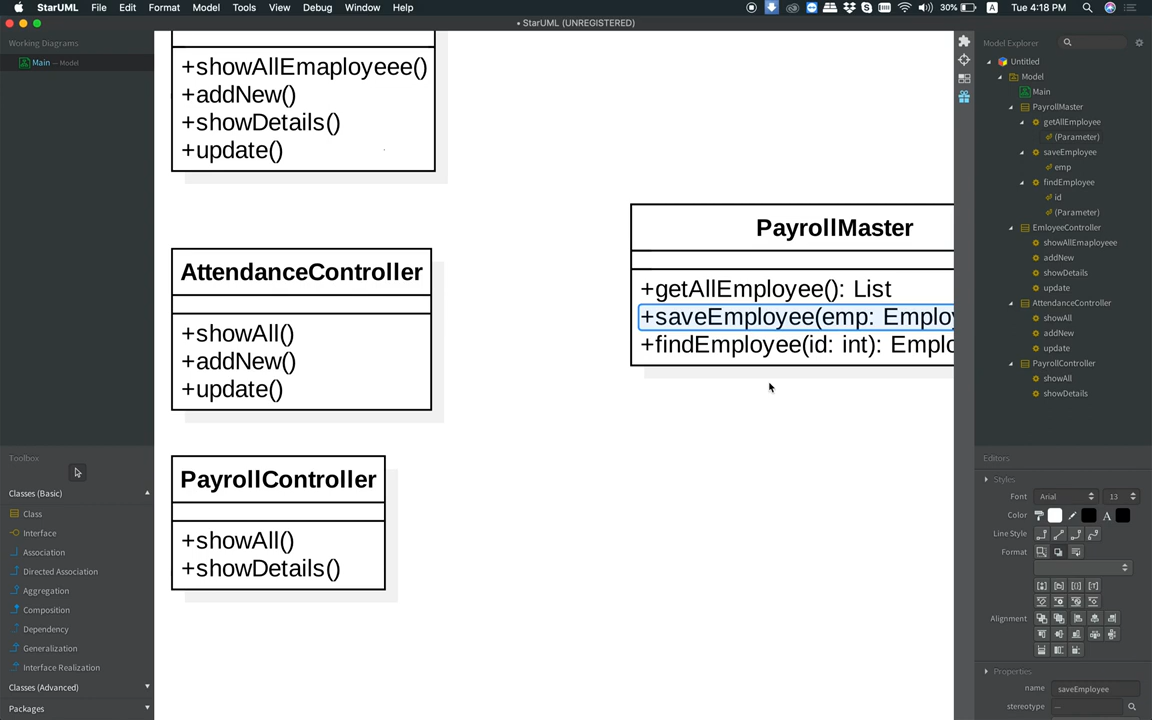 StarUML File Edit Format Model Tools View Debug Window Help
30% A Tue 4:18 PM
• StarUML (UNREGISTERED)
Working Diagrams
Main — Model
+showAllEmaployeee()
+addNew()
+showDetails()
+update()
AttendanceController
+showAll()
+addNew()
+update()
PayrollController
+showAll()
+showDetails()
PayrollMaster
+getAllEmployee(): List
+saveEmployee(emp: Employ
+findEmployee(id: int): Emplo
Toolbox
Classes (Basic)
Class
Interface
Association
Directed Association
Aggregation
Composition
Dependency
Generalization
Interface Realization
Classes (Advanced)
Packages
Model Explorer
Untitled
Model
Main
PayrollMaster
getAllEmployee
(Parameter)
saveEmployee
emp
findEmployee
id
(Parameter)
EmloyeeController
showAllEmaployeee
addNew
showDetails
update
AttendanceController
showAll
addNew
update
PayrollController
showAll
showDetails
Editors
Styles
Font Arial 13
Color A
Line Style
Format
Alignment
Properties
name saveEmployee
stereotype —